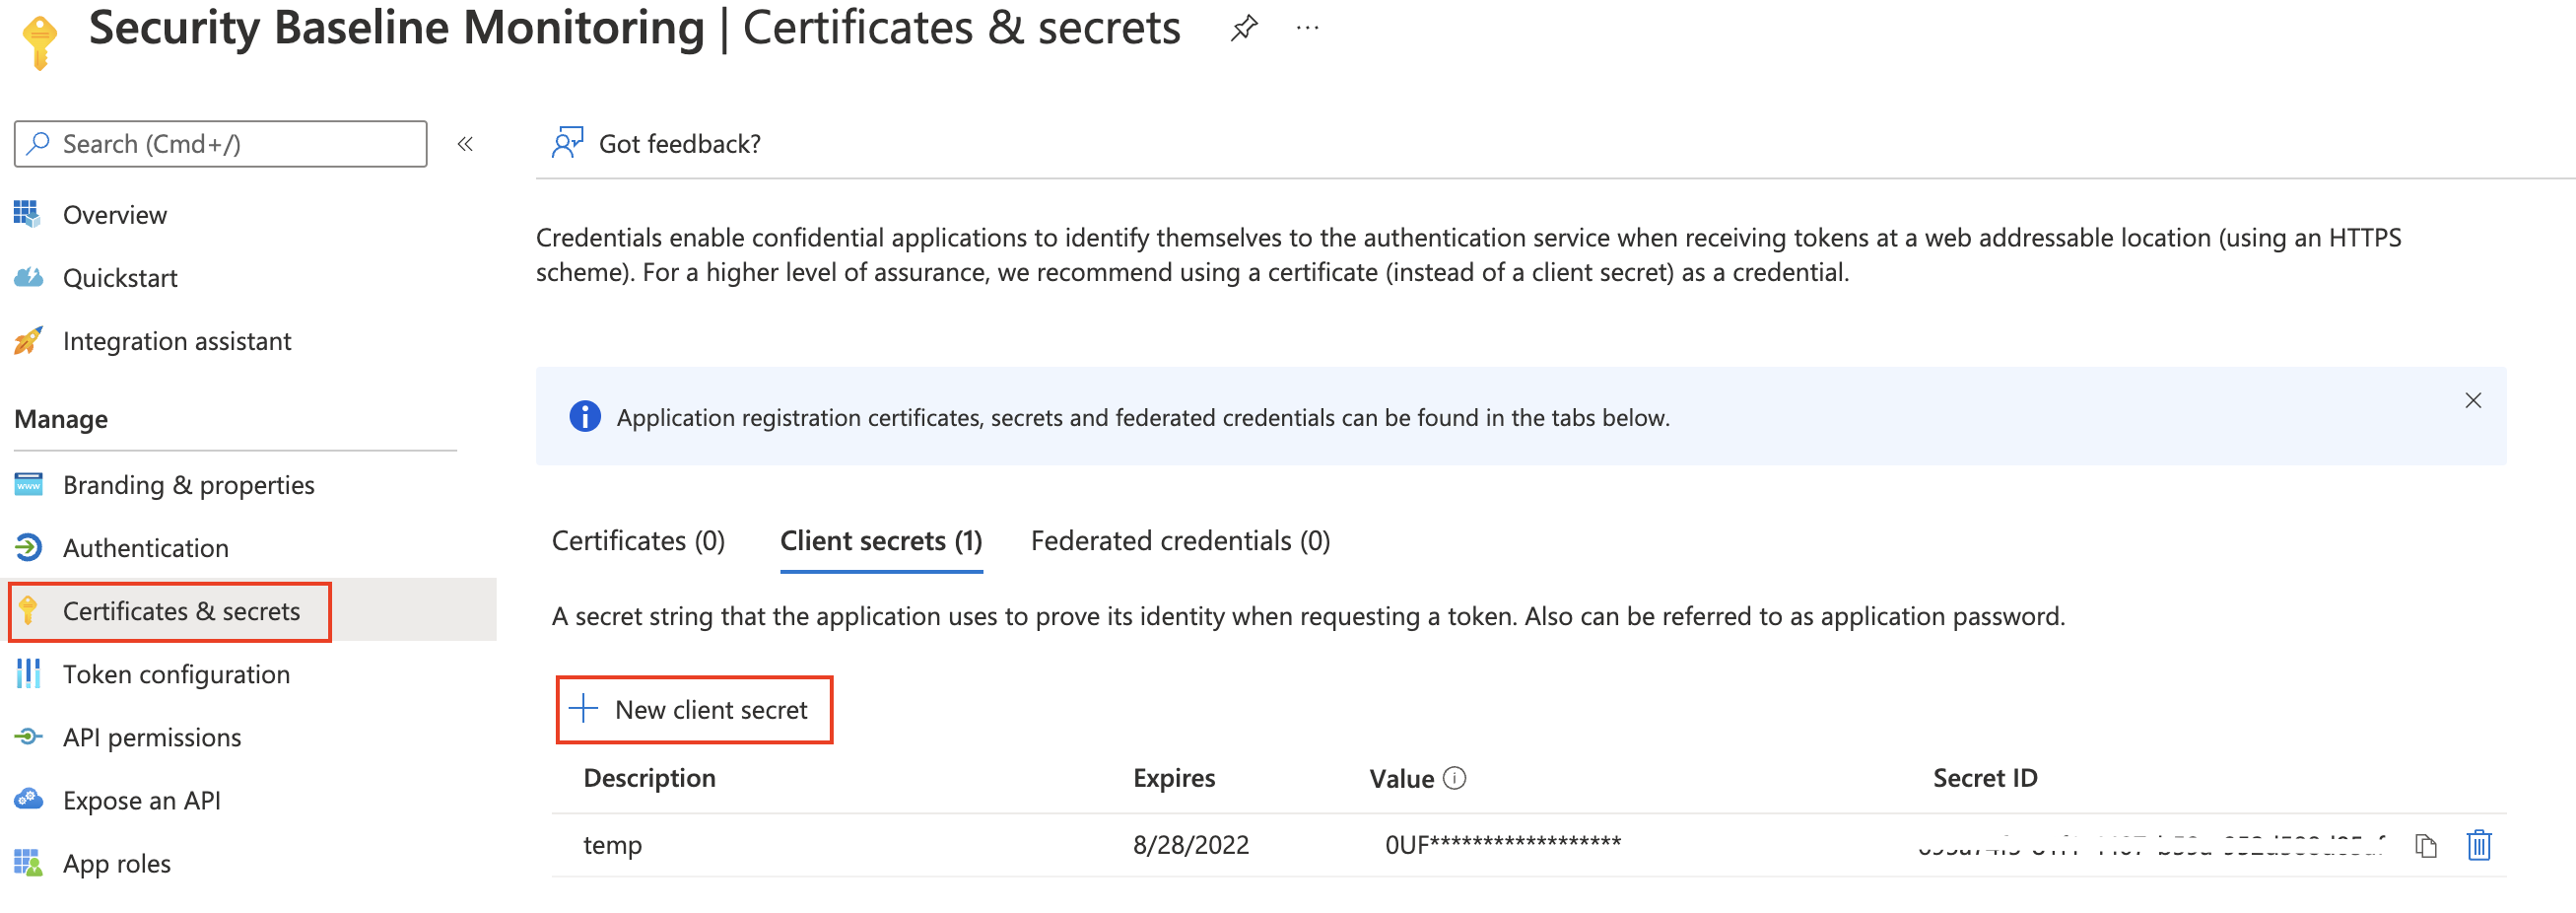 Security Baseline Monitoring | Certificates & secrets
Search (Cmd+/)
Got feedback?
Overview
Quickstart
Integration assistant
Manage
Branding & properties
Authentication
Certificates & secrets
Token configuration
API permissions
Expose an API
App roles
Credentials enable confidential applications to identify themselves to the authentication service when receiving tokens at a web addressable location (using an HTTPS
scheme). For a higher level of assurance, we recommend using a certificate (instead of a client secret) as a credential.
Application registration certificates, secrets and federated credentials can be found in the tabs below.
Certificates (0) Client secrets (1) Federated credentials (0)
A secret string that the application uses to prove its identity when requesting a token. Also can be referred to as application password.
New client secret
Description Expires Value Secret ID
temp 8/28/2022 0UF******************